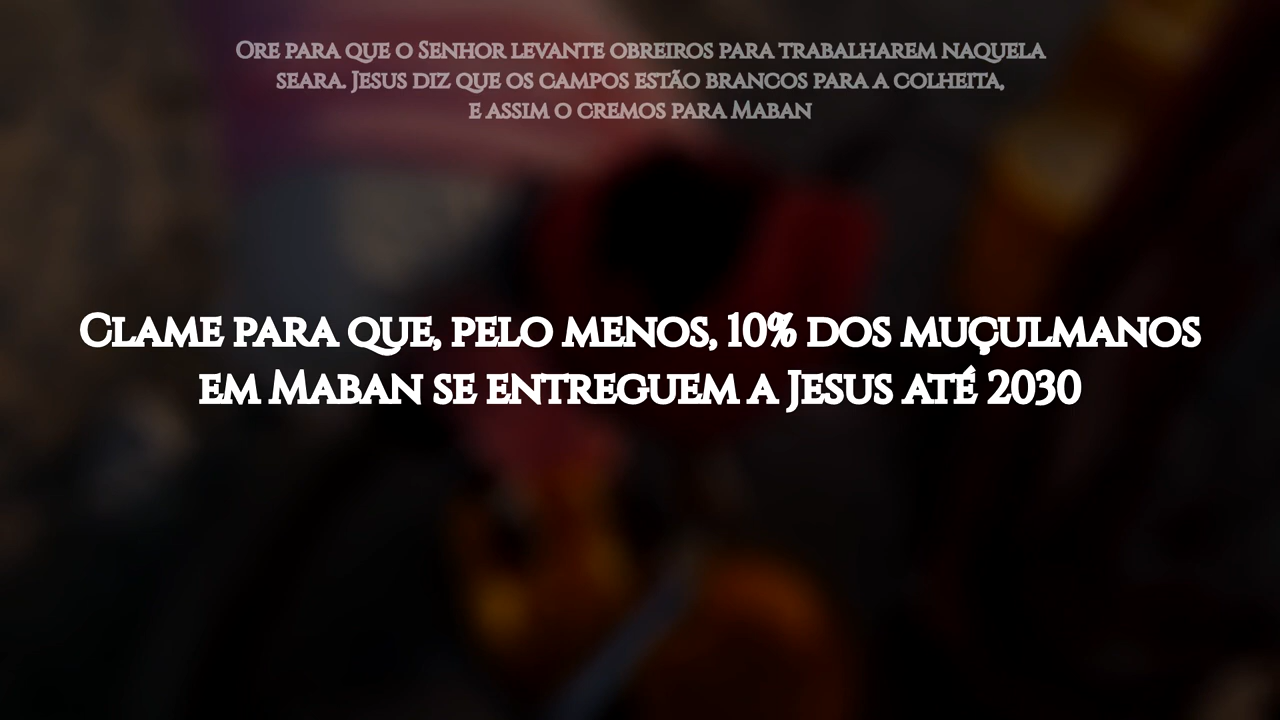 Ore para que o Senhor levante obreiros para trabalharem naquela
seara. Jesus diz que os campos estão brancos para a colheita,
e assim o cremos para Maban
Clame para que, pelo menos, 10% dos muçulmanos
em Maban se entreguem a Jesus até 2030